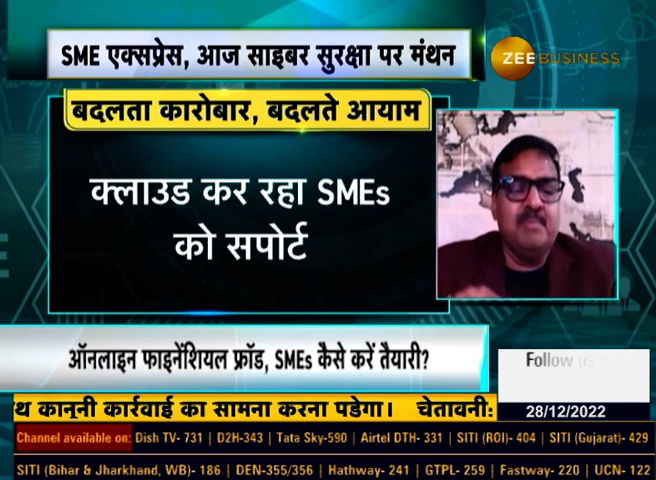 SME एक्सप्रेस, आज साइबर सुरक्षा पर मंथन
ZEE BUSINESS
बदलता कारोबार, बदलते आयाम
क्लाउड कर रहा SMEs
को सपोर्ट
ऑनलाइन फाइनेंशियल फ्रॉड, SMEs कैसे करें तैयारी?
Follow us
थ कानूनी कार्रवाई का सामना करना पडेगा। चेतावनी:
28/12/2022
Channel available on: Dish TV- 731 | D2H-343 | Tata Sky-590 | Airtel DTH- 331 | SITI (ROI)- 404 | SITI (Gujarat)- 429
SITI (Bihar & Jharkhand, WB)- 186 | DEN-355/356 | Hathway- 241 | GTPL- 259 | Fastway- 220 | UCN- 122